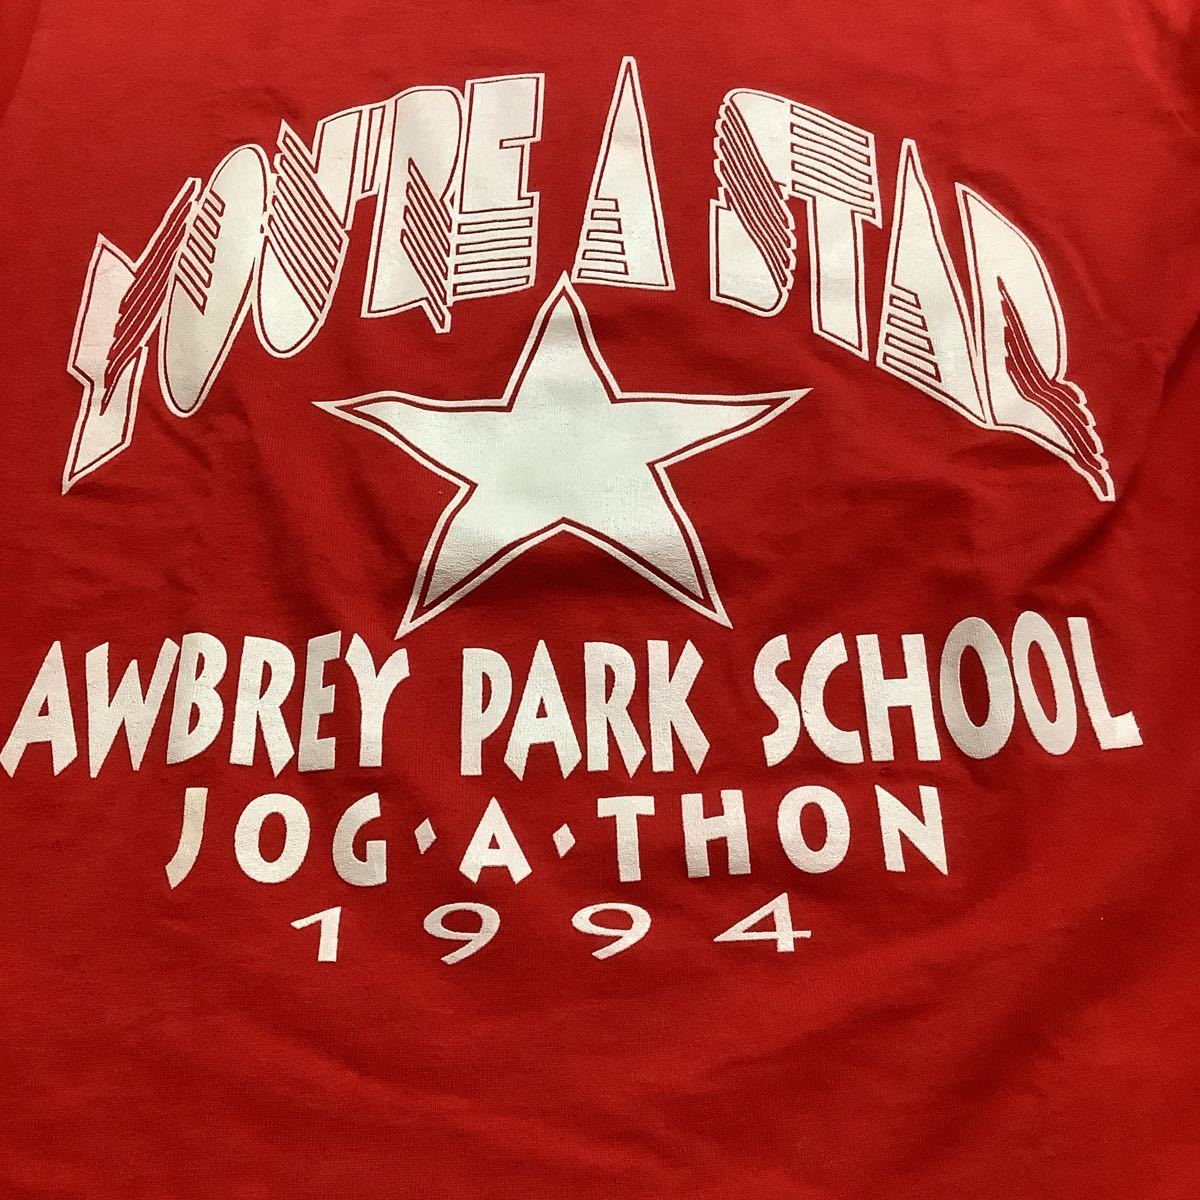 YOU'RE A STAR
AWBREY PARK SCHOOL
JOG·A·THON
1994